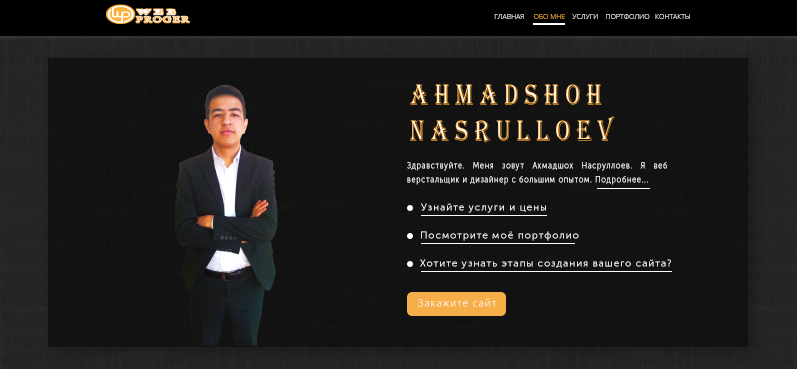 WP WEB
PROGER
ГЛАВНАЯ ОБО МНЕ УСЛУГИ ПОРТФОЛИО КОНТАКТЫ
AHMADSHOH
NASRULLOEV
Здравствуйте. Меня зовут Ахмадшох Насруллоев. Я веб
верстальщик и дизайнер с большим опытом. Подробнее...
Узнайте услуги и цены
Посмотрите моё портфолио
Хотите узнать этапы создания вашего сайта?
Закажите сайт